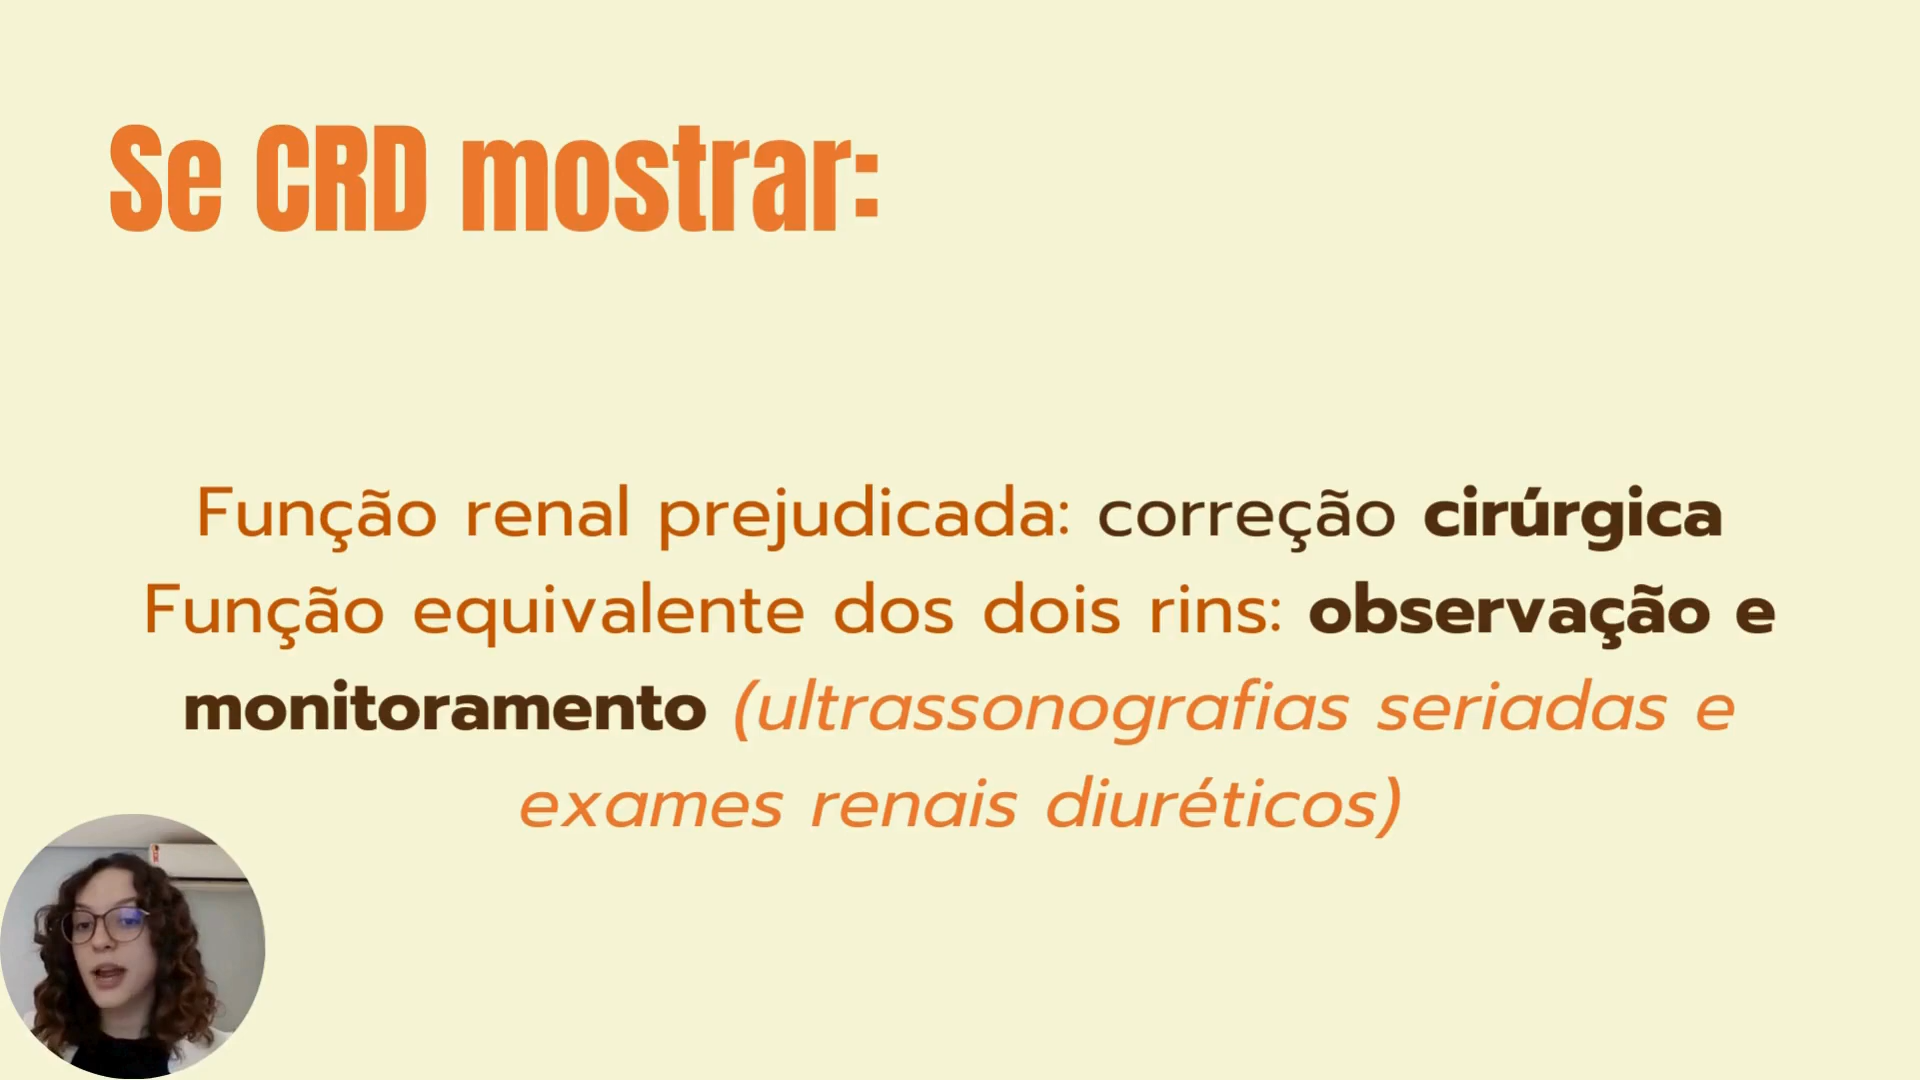 Se CRD mostrar:
Função renal prejudicada: correção cirúrgica
Função equivalente dos dois rins: observação e
monitoramento (ultrassonografias seriadas e
exames renais diuréticos)